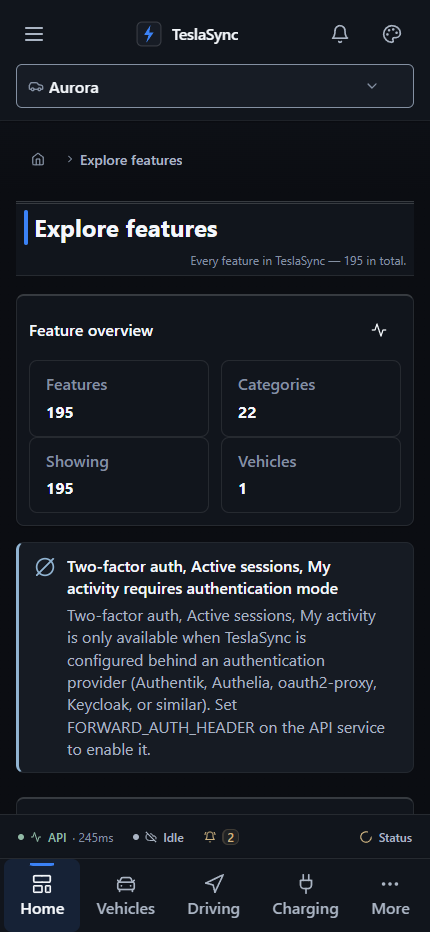 TeslaSync
Aurora
Explore features
Explore features
Every feature in TeslaSync — 195 in total.
Feature overview
Features
195
Categories
22
Showing
195
Vehicles
1
Two-factor auth, Active sessions, My
activity requires authentication mode
Two-factor auth, Active sessions, My activity
is only available when TeslaSync is
configured behind an authentication
provider (Authentik, Authelia, oauth2-proxy,
Keycloak, or similar). Set
FORWARD_AUTH_HEADER on the API service
to enable it.
API · 245ms
Idle
2
Status
Home
Vehicles
Driving
Charging
More